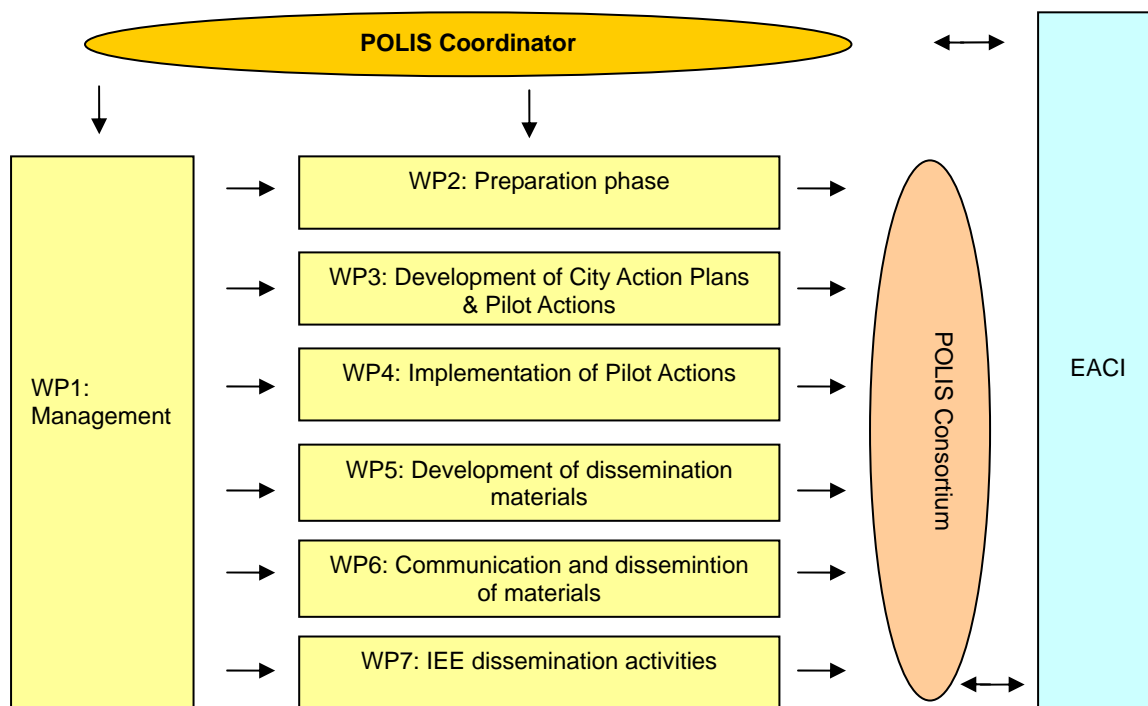 POLIS Coordinator
WP1:
Management
WP2: Preparation phase
WP3: Development of City Action Plans
& Pilot Actions
WP4: Implementation of Pilot Actions
WP5: Development of dissemination
materials
WP6: Communication and dissemintion
of materials
WP7: IEE dissemination activities
POLIS Consortium
EACI